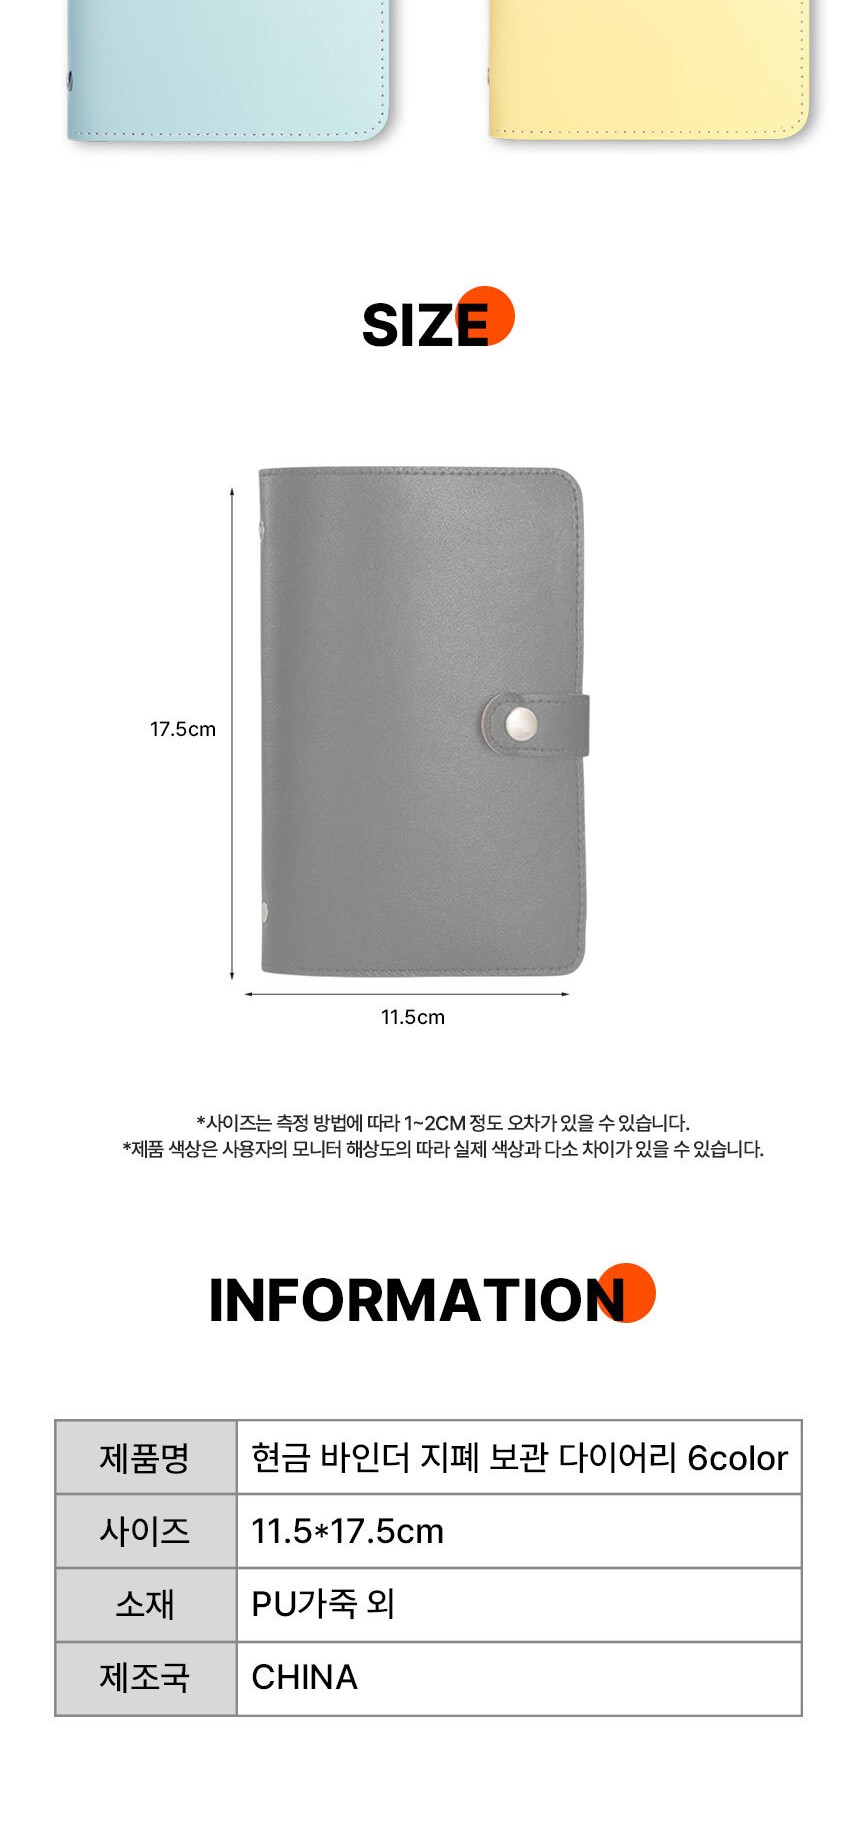 SIZE
17.5cm
11.5cm
*사이즈는 측정 방법에 따라 1~2CM 정도 오차가 있을 수 있습니다.
*제품 색상은 사용자의 모니터 해상도의 따라 실제 색상과 다소 차이가 있을 수 있습니다.
INFORMATION
제품명 현금 바인더 지폐 보관 다이어리 6color
사이즈 11.5*17.5cm
소재 PU가죽 외
제조국 CHINA